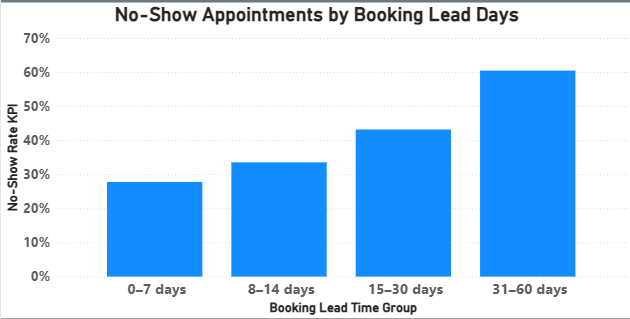 No-Show Appointments by Booking Lead Days
No-Show Rate KPI
70%
60%
50%
40%
30%
20%
10%
0%
0–7 days
8–14 days
15–30 days
31–60 days
Booking Lead Time Group